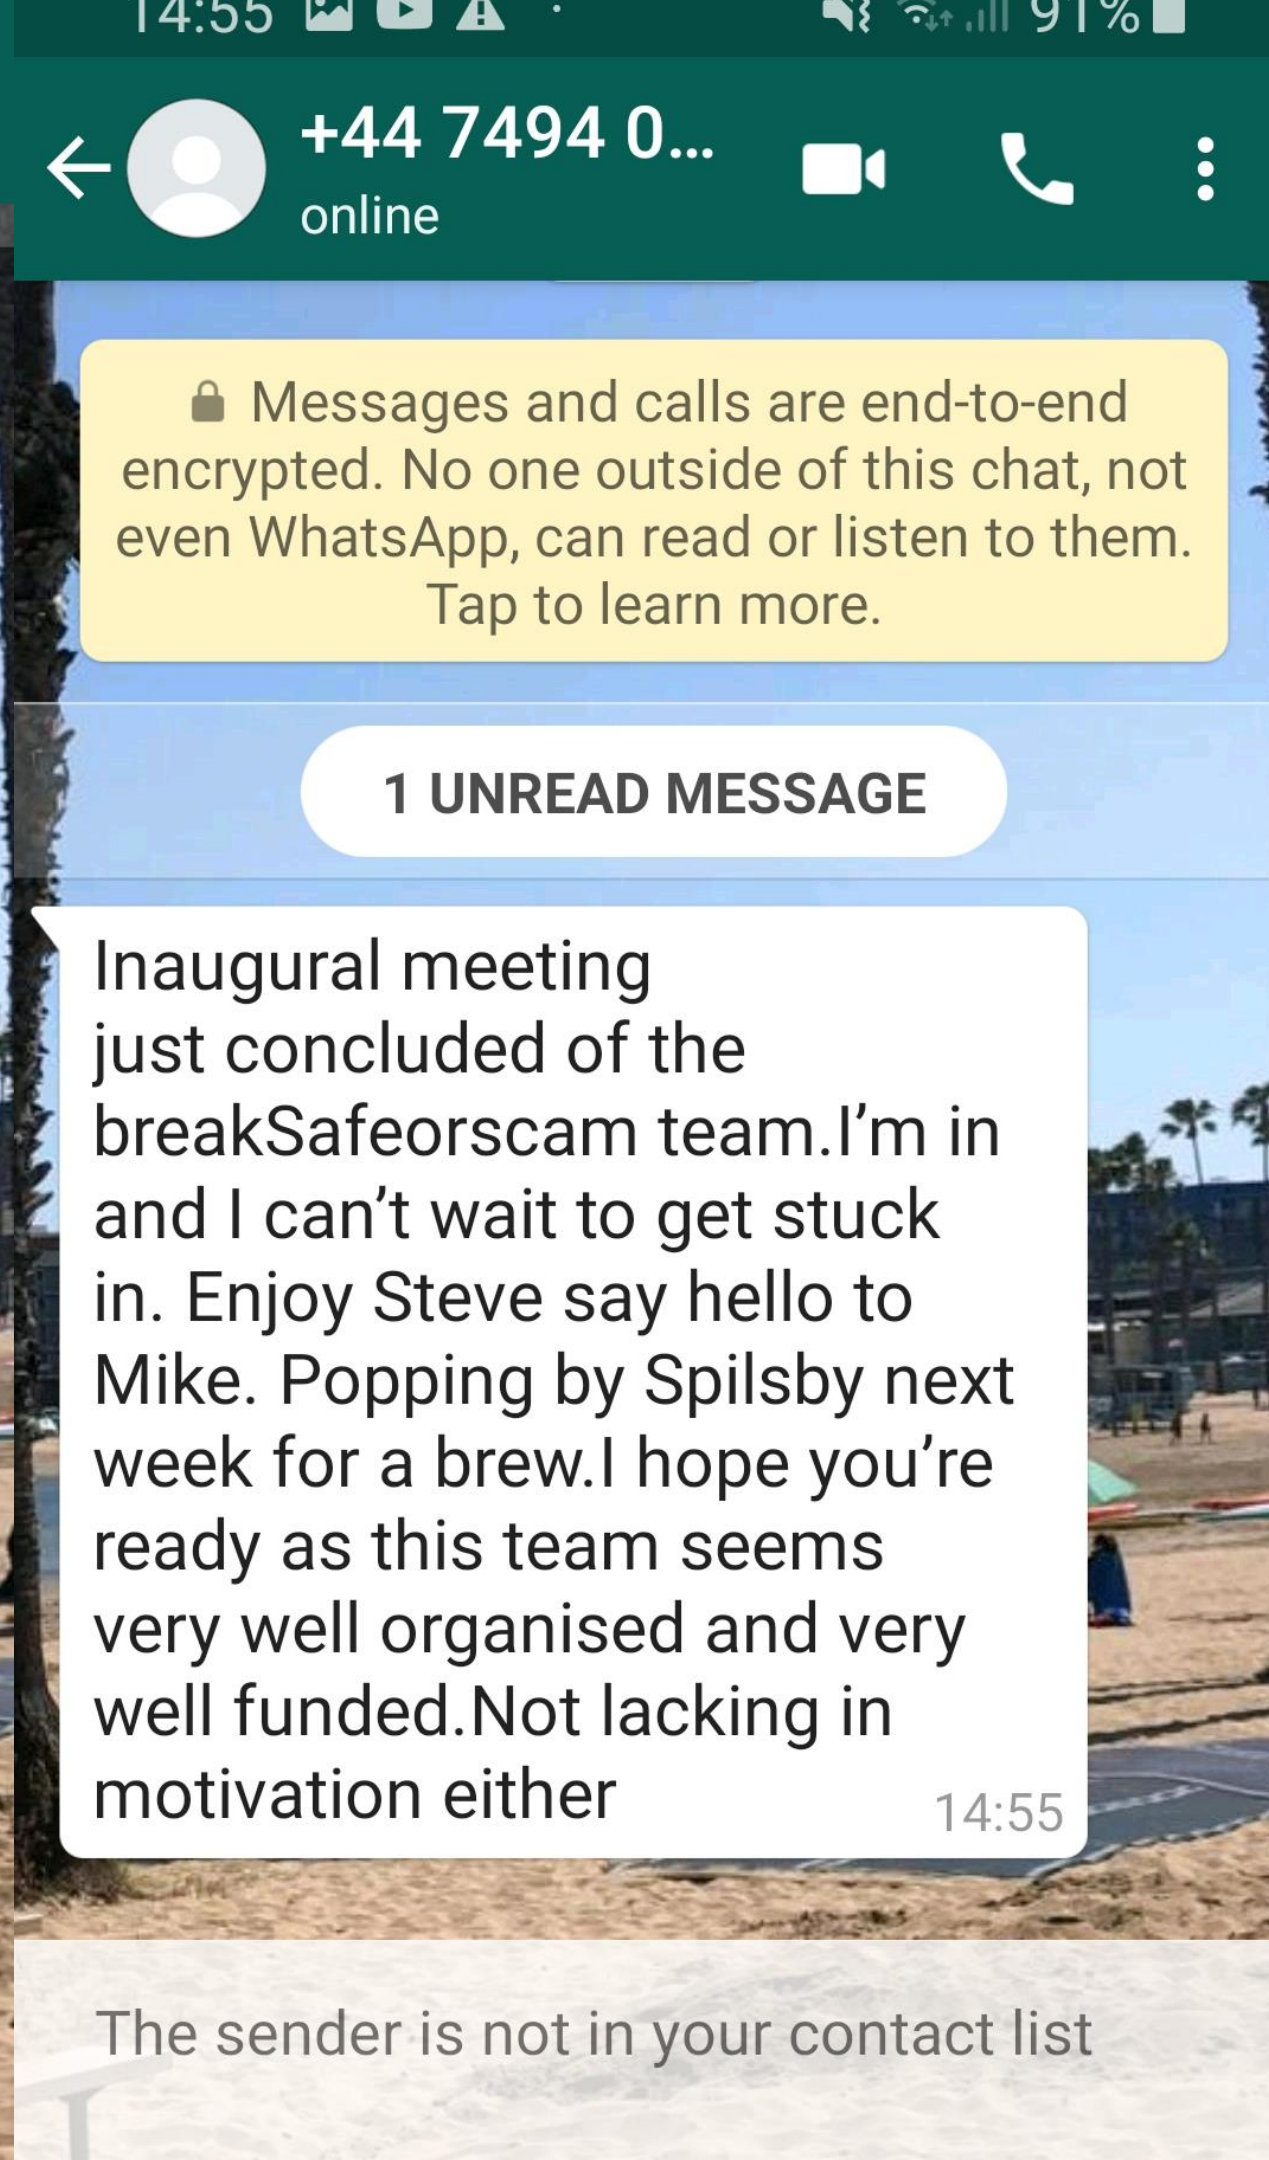 14:55 91%
+44 7494 0...
online
Messages and calls are end-to-end
encrypted. No one outside of this chat, not
even WhatsApp, can read or listen to them.
Tap to learn more.
1 UNREAD MESSAGE
Inaugural meeting
just concluded of the
breakSafeorscam team.I’m in
and I can’t wait to get stuck
in. Enjoy Steve say hello to
Mike. Popping by Spilsby next
week for a brew.I hope you’re
ready as this team seems
very well organised and very
well funded.Not lacking in
motivation either
14:55
The sender is not in your contact list